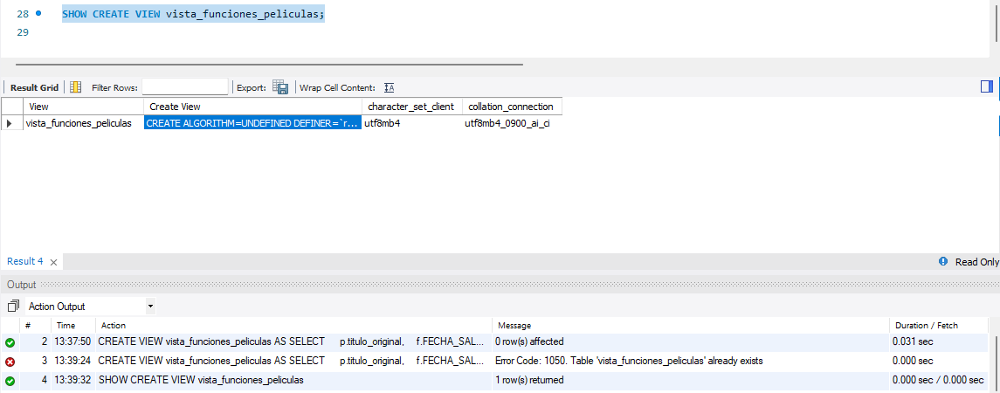 28 SHOW CREATE VIEW vista_funciones_peliculas;
29
Result Grid Filter Rows: Export: Wrap Cell Content:
View Create View character_set_client collation_connection
vista_funciones_peliculas CREATE ALGORITHM=UNDEFINED DEFINER=`r... utf8mb4 utf8mb4_0900_ai_ci
Result 4 Read Only
Output
Action Output
# Time Action Message Duration / Fetch
2 13:37:50 CREATE VIEW vista_funciones_peliculas AS SELECT p.titulo_original, f.FECHA_SAL... 0 row(s) affected 0.031 sec
3 13:39:24 CREATE VIEW vista_funciones_peliculas AS SELECT p.titulo_original, f.FECHA_SAL... Error Code: 1050. Table 'vista_funciones_peliculas' already exists 0.000 sec
4 13:39:32 SHOW CREATE VIEW vista_funciones_peliculas 1 row(s) returned 0.000 sec / 0.000 sec